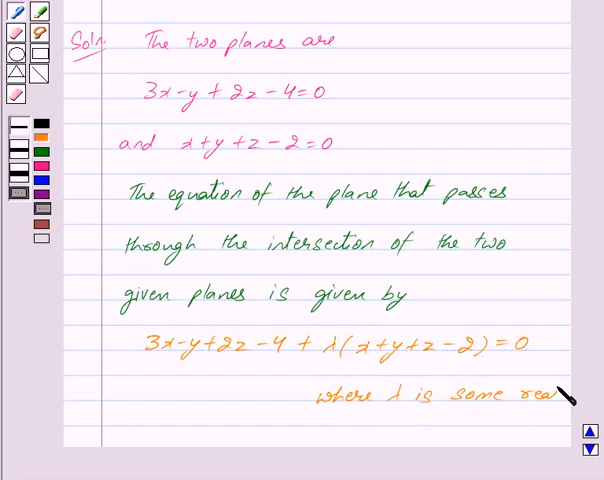 Soln. The two planes are
3x-y+2z-4=0
and x+y+z-2=0
The equation of the plane that passes
through the intersection of the two
given planes is given by
3x-y+2z-4+λ(x+y+z-2)=0
where λ is some rea